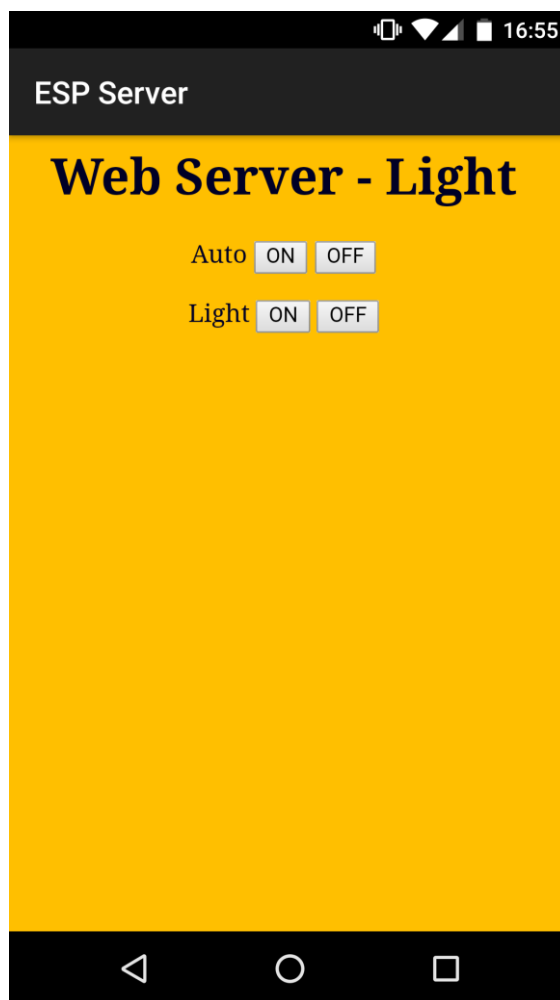 16:55
ESP Server
Web Server - Light
Auto ON OFF
Light ON OFF